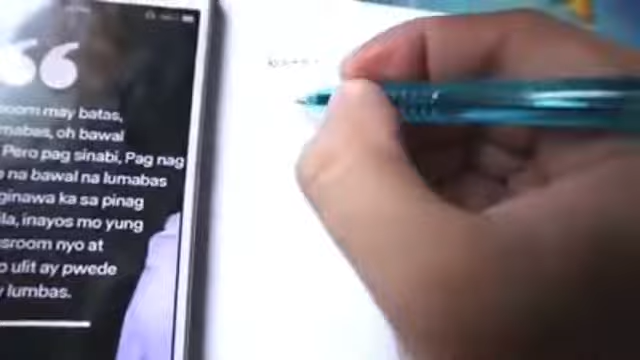 room may batas,
mabas, oh bawal
Pero pag sinabi, Pag nag
na bawal na lumabas
ginawa ka sa pinag
ila, inayos mo yung
sroom nyo at
o ulit ay pwede
y lumbas.